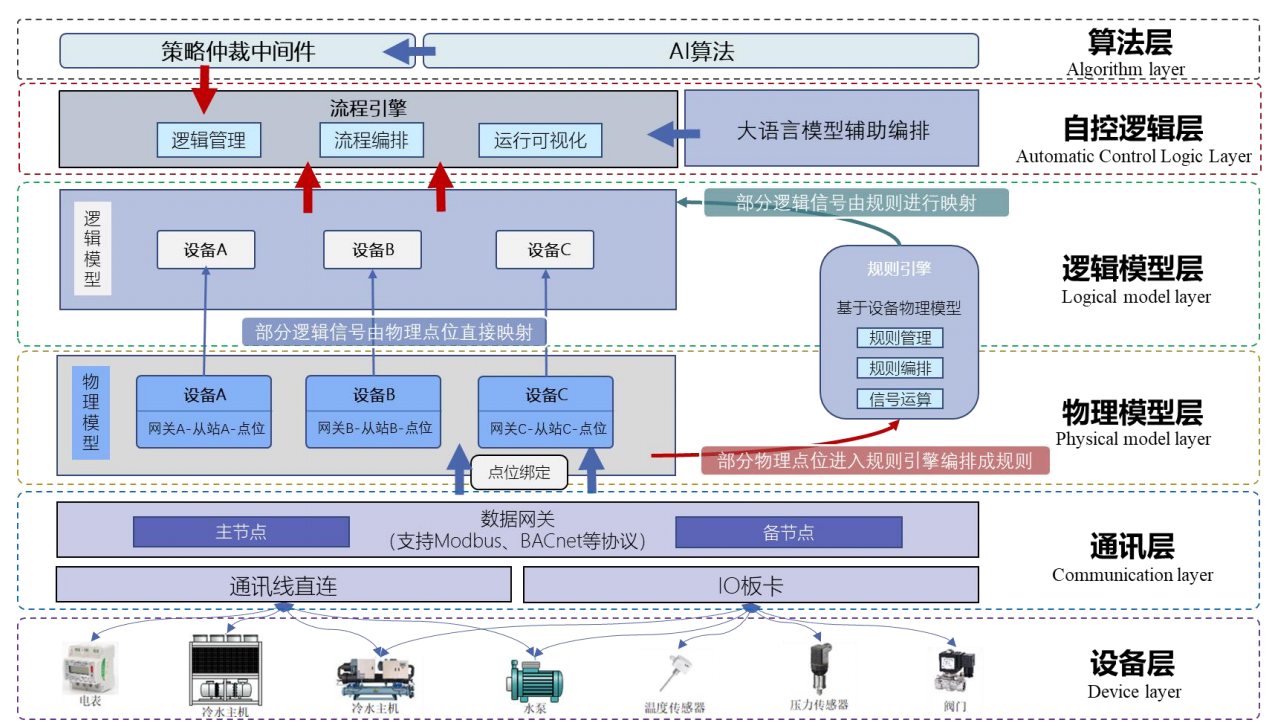 策略仲裁中间件
AI算法
算法层
Algorithm layer
流程引擎
逻辑管理
流程编排
运行可视化
大语言模型辅助编排
自控逻辑层
Automatic Control Logic Layer
逻辑模型
设备A
设备B
设备C
部分逻辑信号由规则进行映射
规则引擎
基于设备物理模型
规则管理
规则编排
信号运算
部分逻辑信号由物理点位直接映射
逻辑模型层
Logical model layer
物理模型
设备A
网关A-从站A-点位
设备B
网关B-从站B-点位
设备C
网关C-从站C-点位
点位绑定
部分物理点位进入规则引擎编排成规则
物理模型层
Physical model layer
主节点
数据网关
(支持Modbus、BACnet等协议)
备节点
通讯线直连
IO板卡
通讯层
Communication layer
电表
冷水主机
冷水主机
水泵
温度传感器
压力传感器
阀门
设备层
Device layer